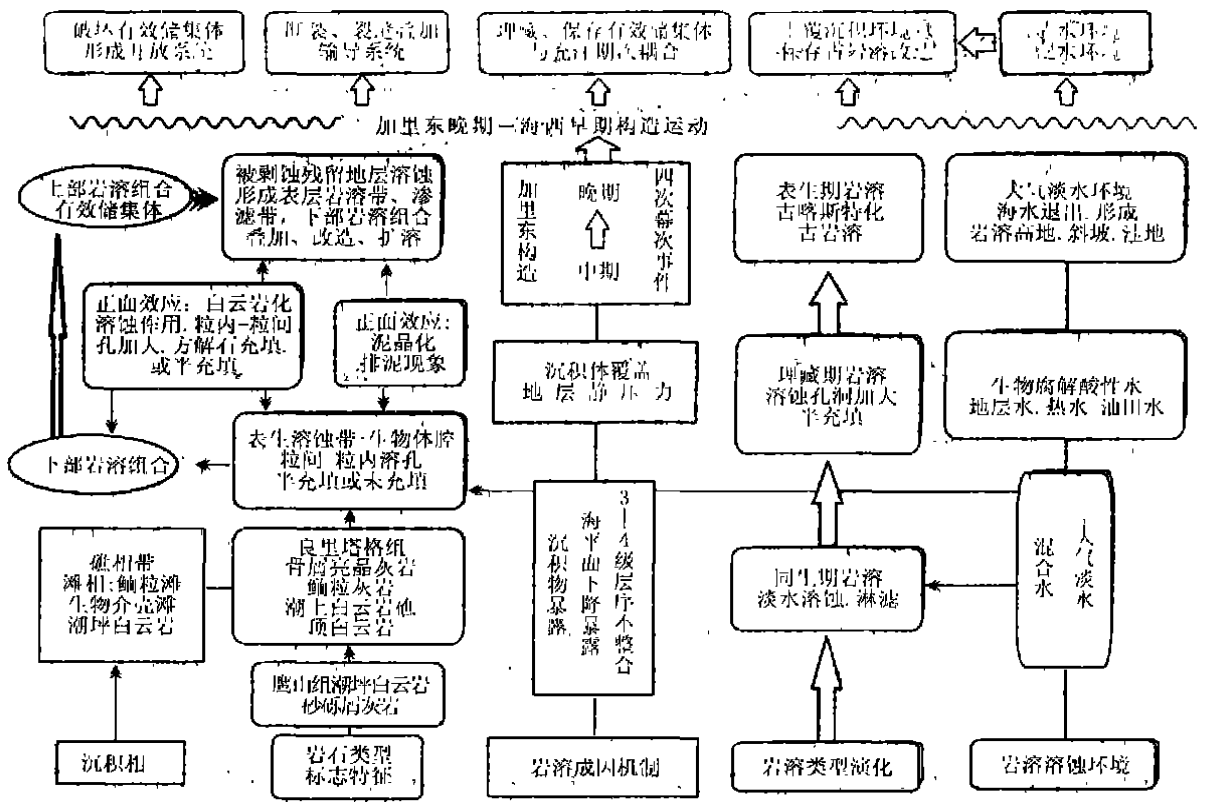 破坏有效储集体
形成开放系统
断裂、裂缝叠加
输导系统
埋藏、保存有效储集体
上覆沉积环境
保存古岩溶改造
加里东晚期—海西早期构造运动
上部岩溶组合
有效储集体
被剥蚀残留地层溶蚀
形成表层岩溶带、渗
滤带，下部岩溶组合
叠加、改造、扩溶
加里东构造
晚期
中期
四次幕次事件
表生期岩溶
古喀斯特化
古岩溶
大气淡水环境
海水退出.形成
岩溶高地.斜坡.洼地
正面效应：白云岩化
溶蚀作用.粒内-粒间
孔加大.方解石充填.
或半充填
正面效应：
泥晶化
排泥现象
沉积体覆盖
地层静压力
埋藏期岩溶
溶蚀孔洞加大
半充填
生物腐解酸性水
地层水.热水 油田水
下部岩溶组合
表生溶蚀带-生物体腔
粒间 粒内溶孔
半充填或未充填
礁相带
滩相:鲕粒滩
生物介壳滩
潮坪白云岩
良里塔格组
骨屑亮晶灰岩
鲕粒灰岩
潮上白云岩
顶白云岩
3—4级层序不整合
海平面下降暴露
沉积物暴露
同生期岩溶
淡水溶蚀.淋滤
大气淡水
混合水
鹰山组潮坪白云岩
砂砾屑灰岩
沉积相
岩石类型
标志特征
岩溶成因机制
岩溶类型演化
岩溶溶蚀环境